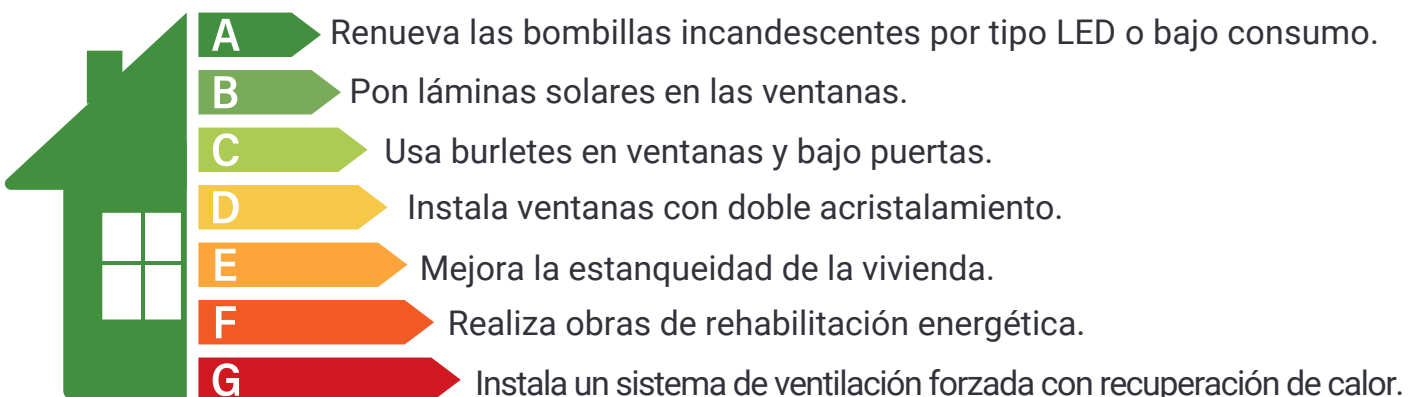 A Renueva las bombillas incandescentes por tipo LED o bajo consumo.
B Pon láminas solares en las ventanas.
C Usa burletes en ventanas y bajo puertas.
D Instala ventanas con doble acristalamiento.
E Mejora la estanqueidad de la vivienda.
F Realiza obras de rehabilitación energética.
G Instala un sistema de ventilación forzada con recuperación de calor.